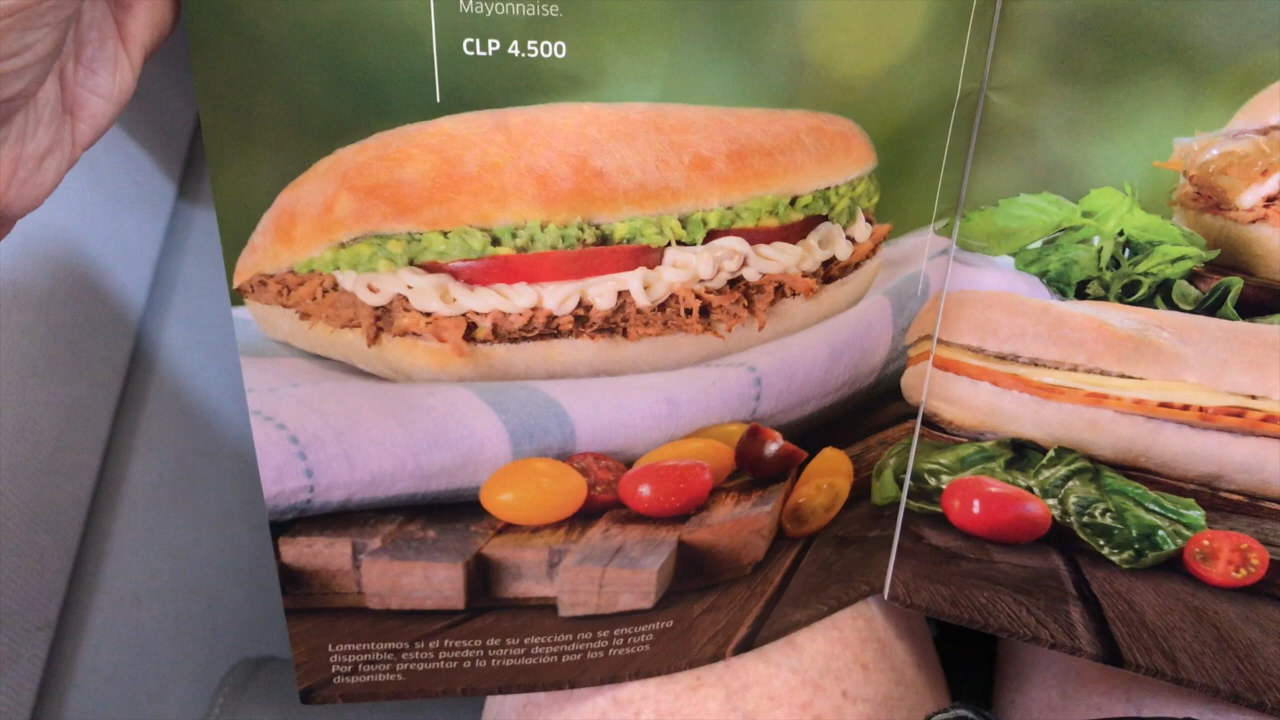 Mayonnaise.
CLP 4.500
Lamentamos si el fresco de su elección no se encuentra
disponible, estos pueden variar dependiendo la ruta.
Por favor preguntar a la tripulación por los frescos
disponibles.